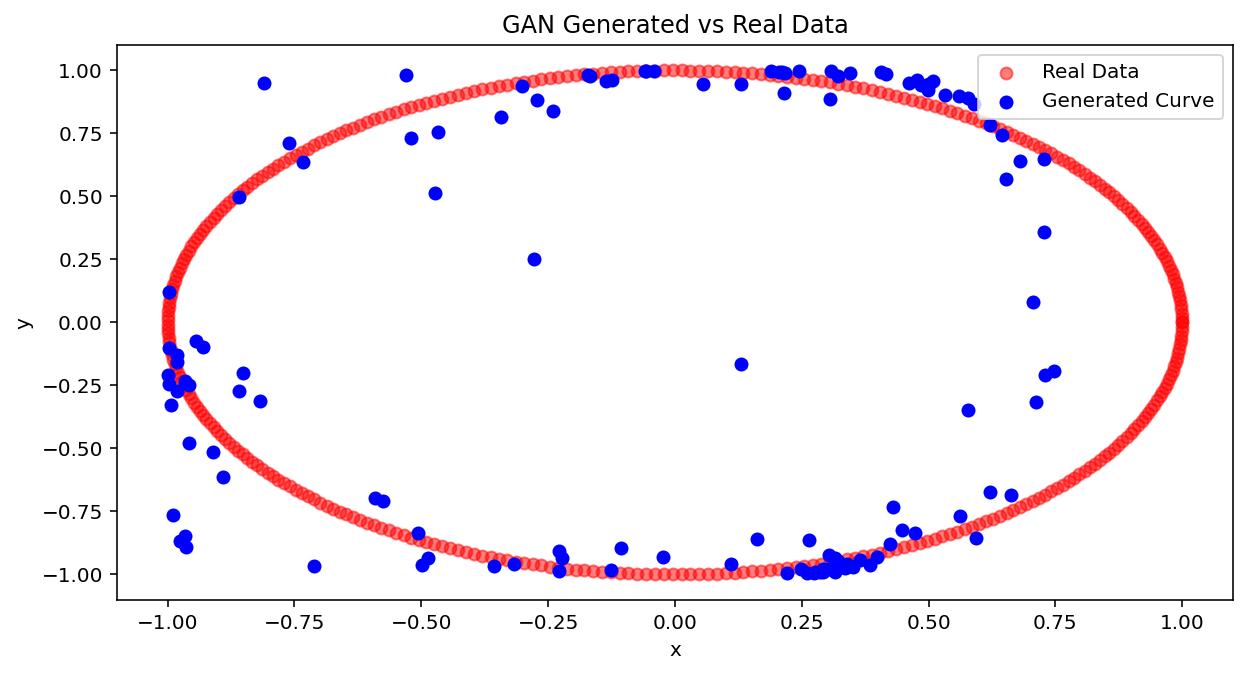 GAN Generated vs Real Data
1.00
0.75
0.50
0.25
0.00
−0.25
−0.50
−0.75
−1.00
y
Real Data
Generated Curve
−1.00 −0.75 −0.50 −0.25 0.00 0.25 0.50 0.75 1.00
x